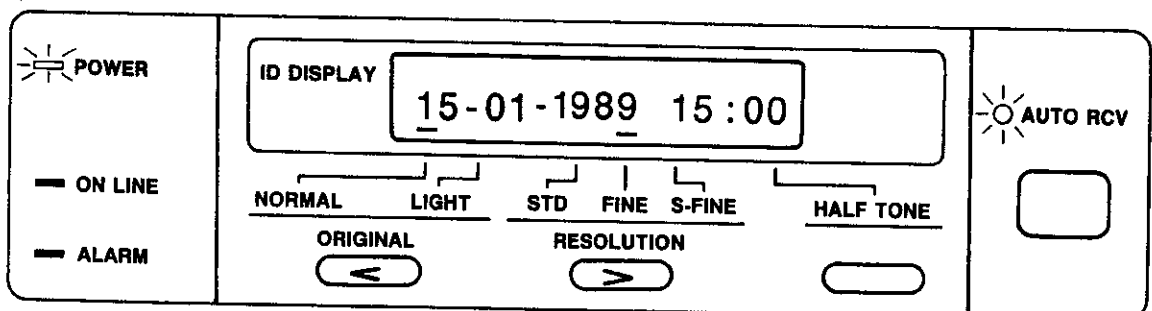 POWER
ID DISPLAY
15-01-1989 15:00
AUTO RCV
ON LINE
NORMAL LIGHT STD FINE S-FINE HALF TONE
ALARM
ORIGINAL RESOLUTION
< >